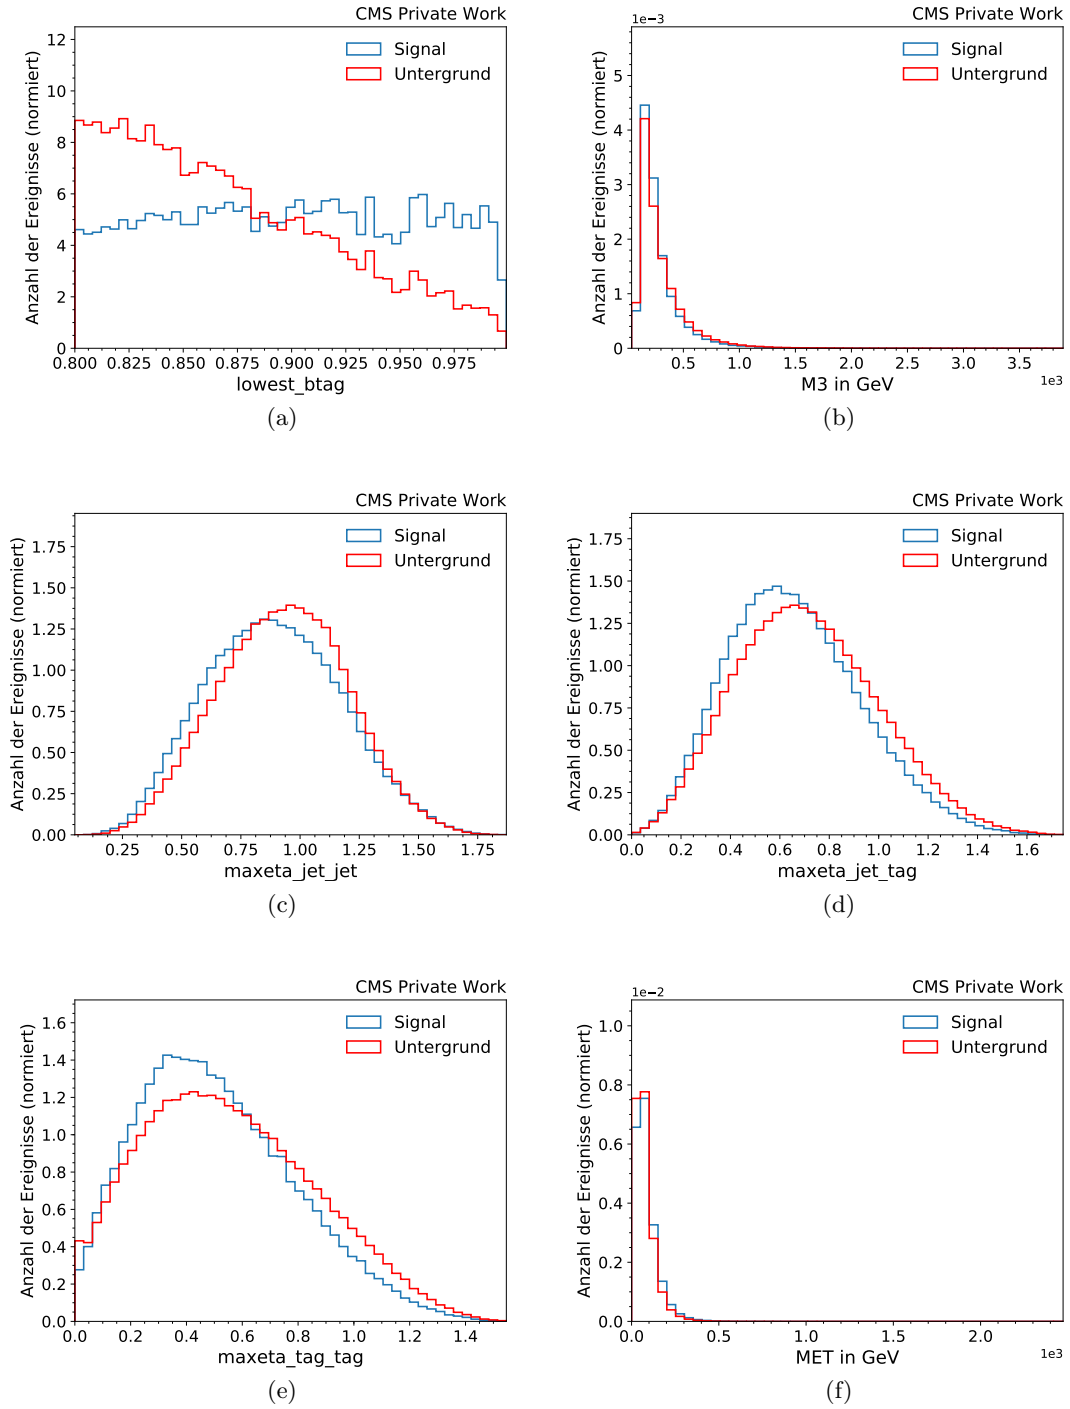 CMS Private Work
Anzahl der Ereignisse (normiert)
12
10
8
6
4
2
0
Signal
Untergrund
0.800 0.825 0.850 0.875 0.900 0.925 0.950 0.975
lowest_btag
(a)
CMS Private Work
1e−3
Anzahl der Ereignisse (normiert)
5
4
3
2
1
0
Signal
Untergrund
0.5 1.0 1.5 2.0 2.5 3.0 3.5
M3 in GeV
1e3
(b)
CMS Private Work
Anzahl der Ereignisse (normiert)
1.75
1.50
1.25
1.00
0.75
0.50
0.25
0.00
Signal
Untergrund
0.25 0.50 0.75 1.00 1.25 1.50 1.75
maxeta_jet_jet
(c)
CMS Private Work
Anzahl der Ereignisse (normiert)
1.75
1.50
1.25
1.00
0.75
0.50
0.25
0.00
Signal
Untergrund
0.0 0.2 0.4 0.6 0.8 1.0 1.2 1.4 1.6
maxeta_jet_tag
(d)
CMS Private Work
Anzahl der Ereignisse (normiert)
1.6
1.4
1.2
1.0
0.8
0.6
0.4
0.2
0.0
Signal
Untergrund
0.0 0.2 0.4 0.6 0.8 1.0 1.2 1.4
maxeta_tag_tag
(e)
CMS Private Work
1e−2
Anzahl der Ereignisse (normiert)
1.0
0.8
0.6
0.4
0.2
0.0
Signal
Untergrund
0.0 0.5 1.0 1.5 2.0
MET in GeV
1e3
(f)